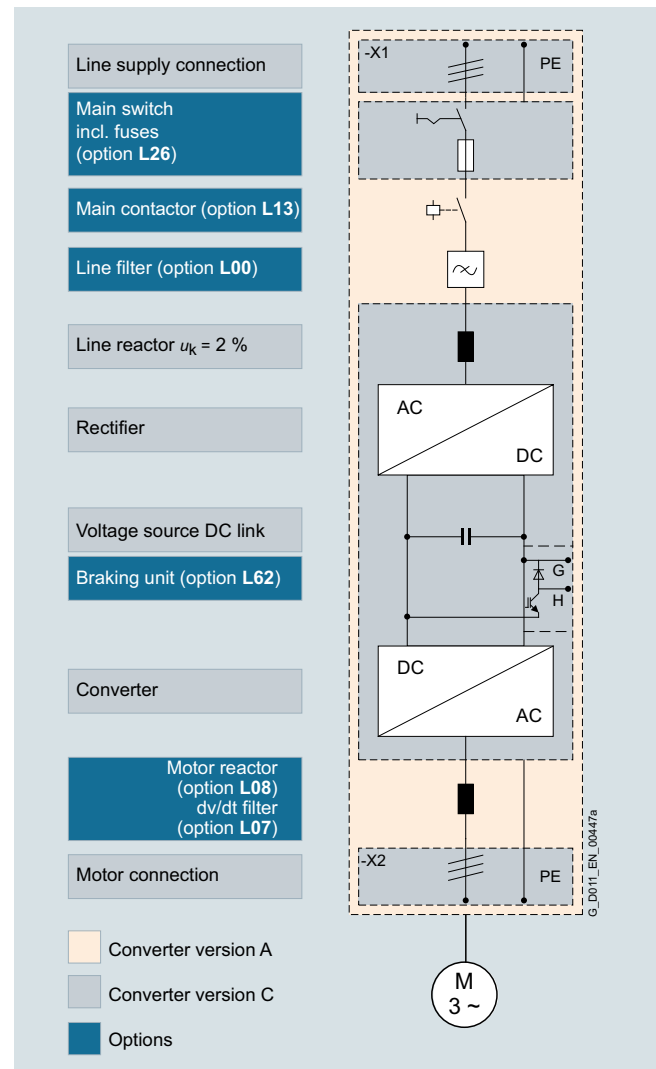 Line supply connection
-X1
PE
Main switch
incl. fuses
(option L26)
Main contactor (option L13)
Line filter (option L00)
Line reactor uk = 2 %
AC
DC
Rectifier
Voltage source DC link
Braking unit (option L62)
G
H
DC
AC
Converter
Motor reactor
(option L08)
dv/dt filter
(option L07)
Motor connection
-X2
PE
G_D011_EN_00447a
Converter version A
Converter version C
Options
M
3 ~